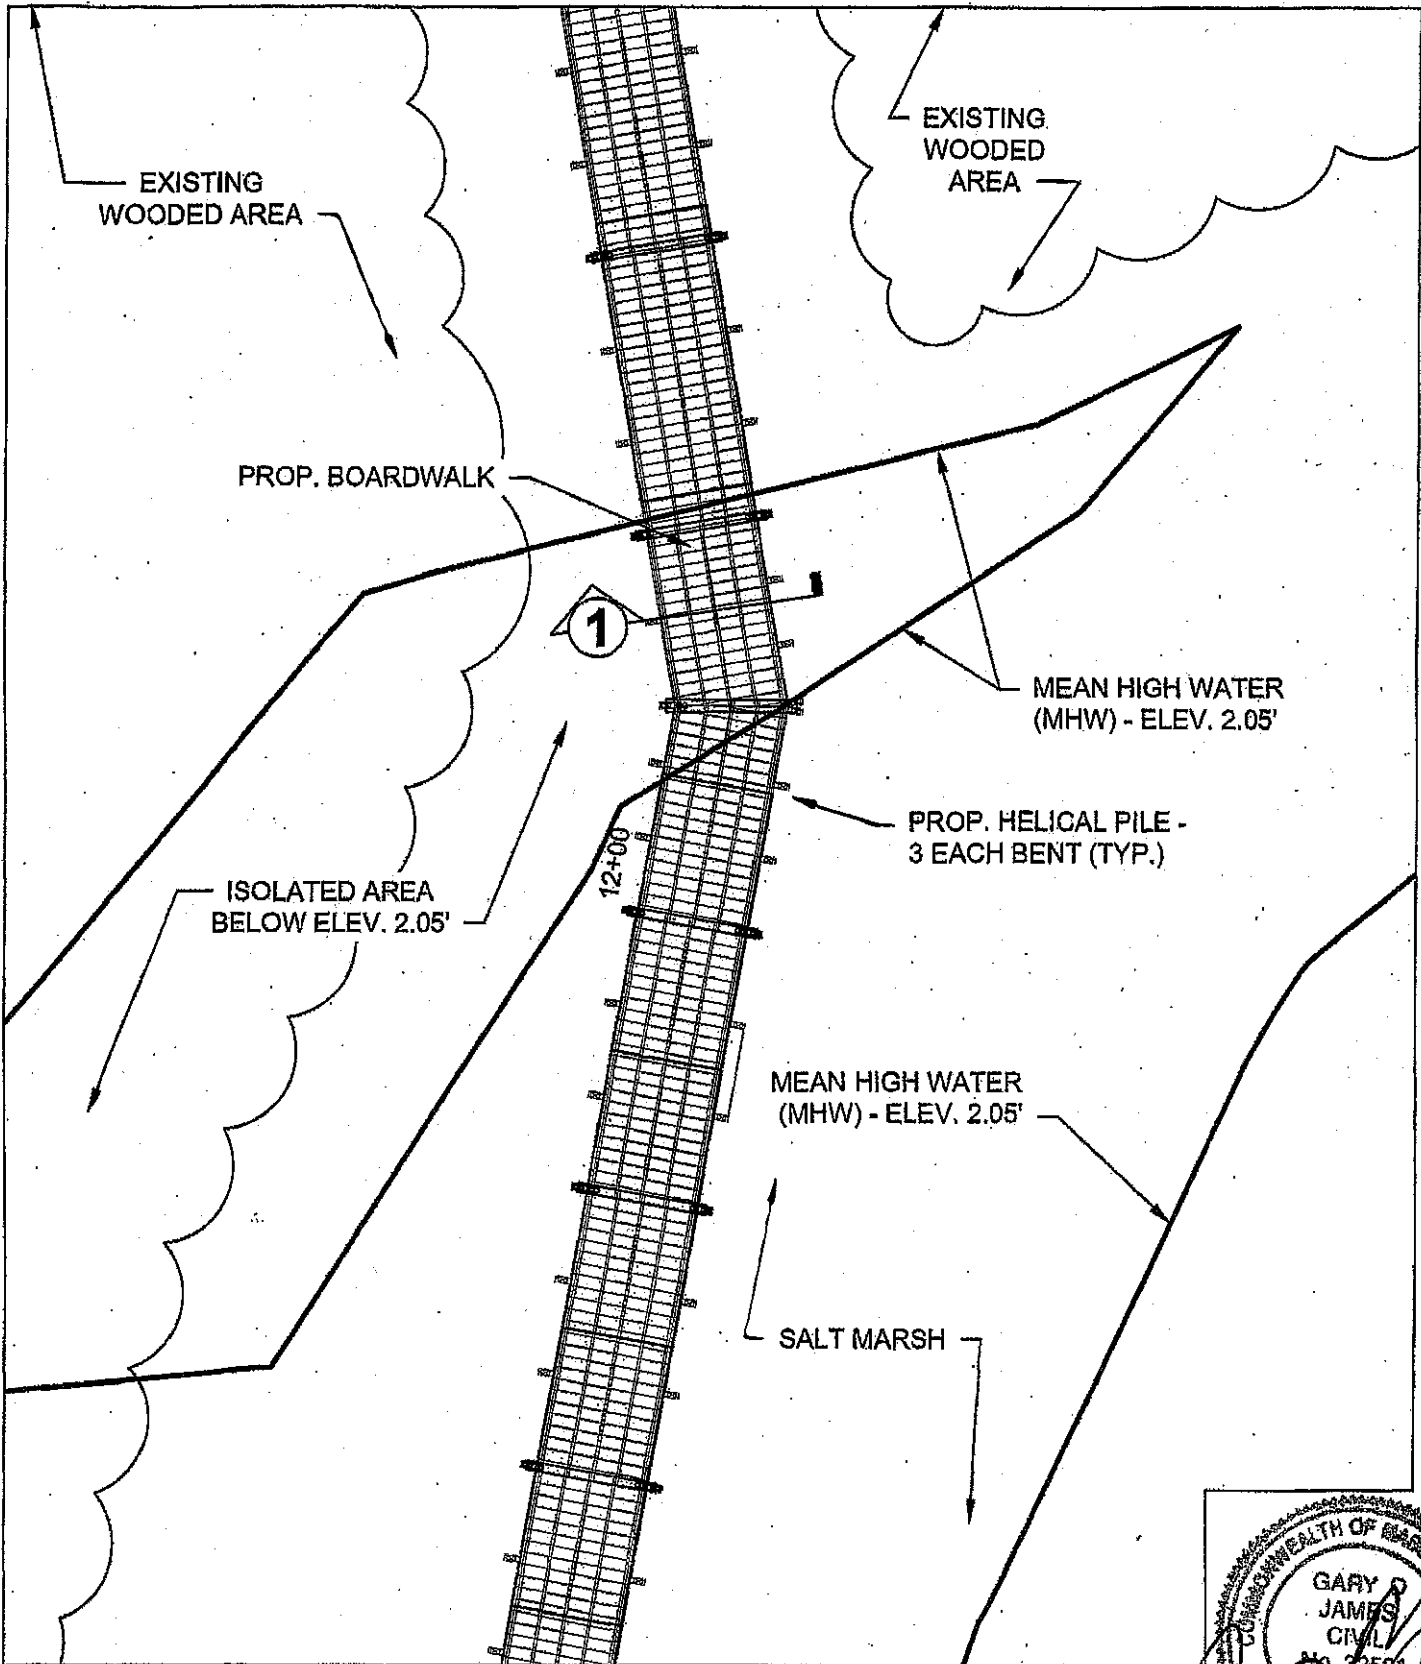 EXISTING
WOODED
AREA
EXISTING
WOODED AREA
PROP. BOARDWALK
1
MEAN HIGH WATER
(MHW) - ELEV. 2.05'
PROP. HELICAL PILE -
3 EACH BENT (TYP.)
12+00
ISOLATED AREA
BELOW ELEV. 2.05'
MEAN HIGH WATER
(MHW) - ELEV. 2.05'
SALT MARSH
COMMONWEALTH OF
GARY D
JAMES
CIVIL